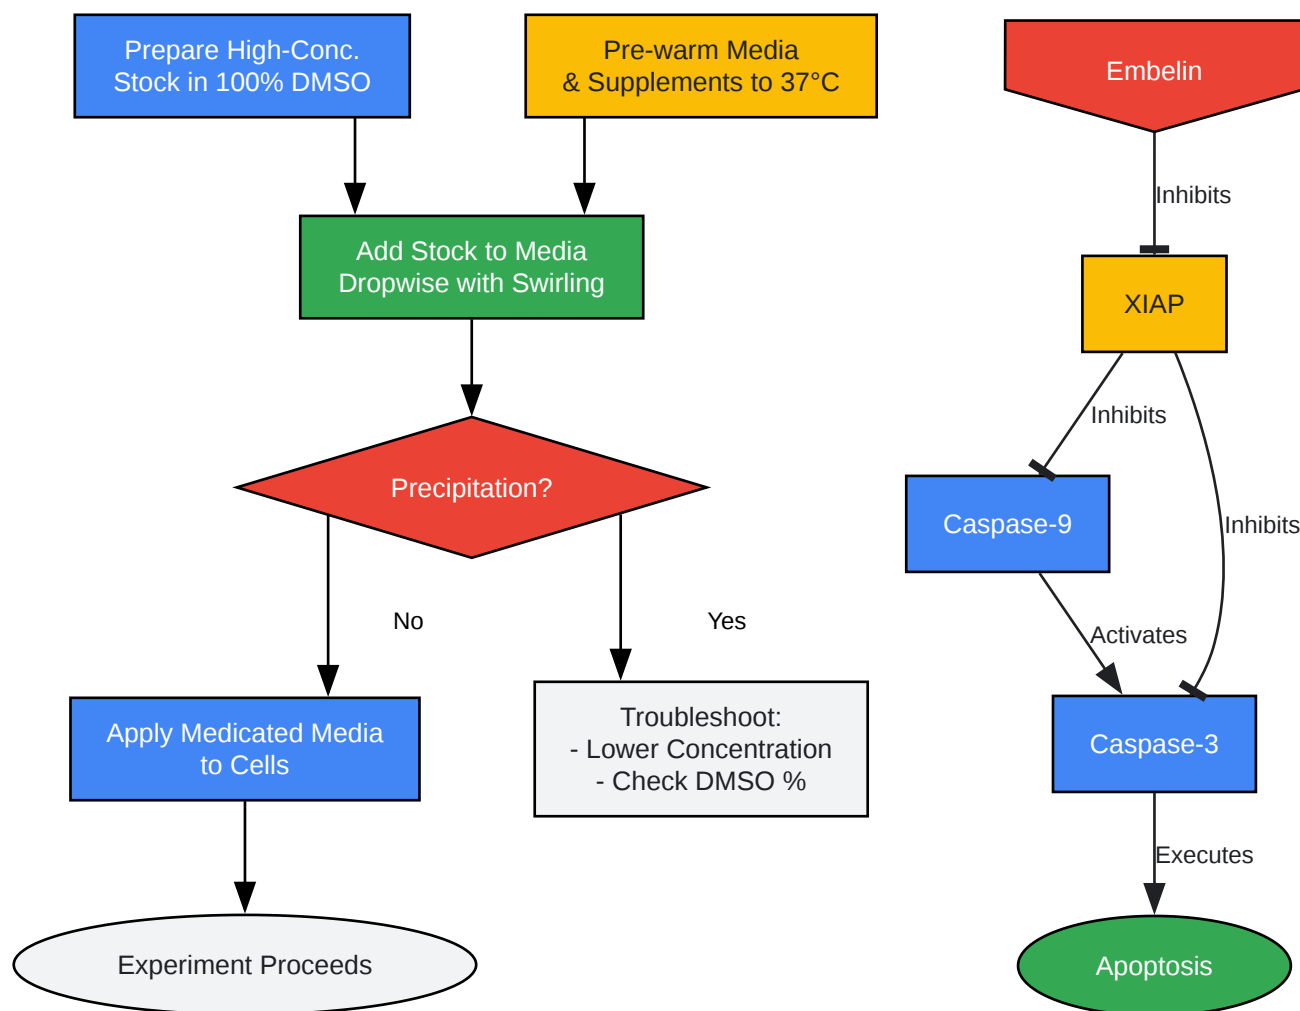 Prepare High-Conc.
Stock in 100% DMSO
Pre-warm Media
& Supplements to 37°C
Add Stock to Media
Dropwise with Swirling
Precipitation?
No
Yes
Apply Medicated Media
to Cells
Troubleshoot:
- Lower Concentration
- Check DMSO %
Experiment Proceeds
Embelin
Inhibits
XIAP
Inhibits
Inhibits
Caspase-9
Activates
Caspase-3
Executes
Apoptosis